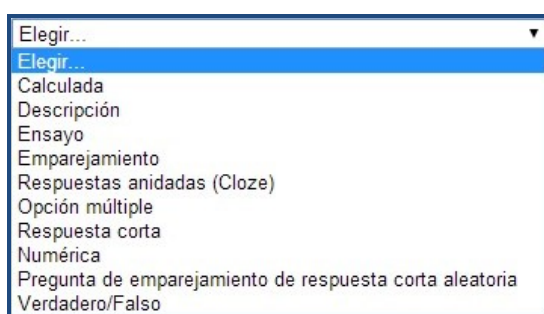 Elegir...
Elegir...
Calculada
Descripción
Ensayo
Emparejamiento
Respuestas anidadas (Cloze)
Opción múltiple
Respuesta corta
Numérica
Pregunta de emparejamiento de respuesta corta aleatoria
Verdadero/Falso